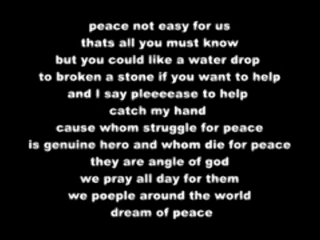 peace not easy for us
thats all you must know
but you could like a water drop
to broken a stone if you want to help
and I say pleeeease to help
catch my hand
cause whom struggle for peace
is genuine hero and whom die for peace
they are angle of god
we pray all day for them
we poeple around the world
dream of peace